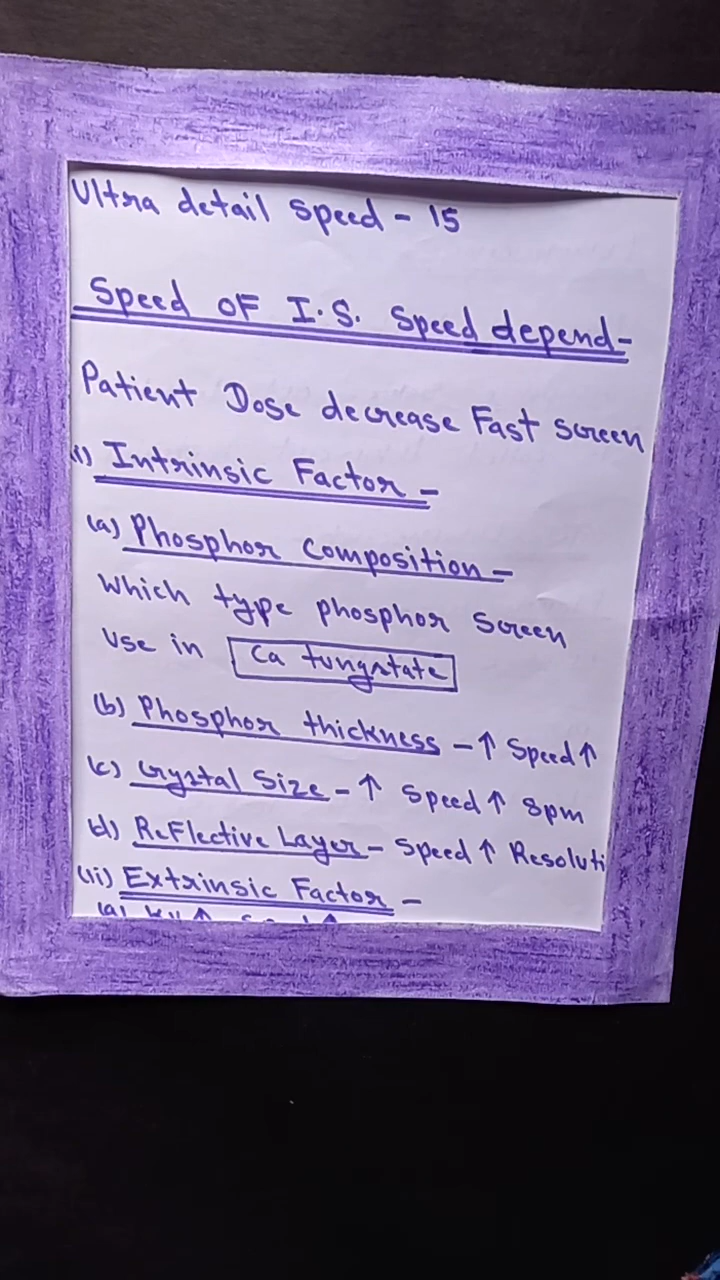 Ultra detail speed - 15
Speed OF I.S. Speed depend-
Patient Dose decrease Fast screen
(i) Intrinsic Factor -
(a) Phosphor composition -
Which type phosphor screen
Use in Ca tungstate
(b) Phosphor thickness - ↑ Speed ↑
(c) Crystal Size - ↑ Speed ↑ 8pm
(d) Reflective Layer - Speed ↑ Resoluti
(ii) Extrinsic Factor -
(a) KV ↑